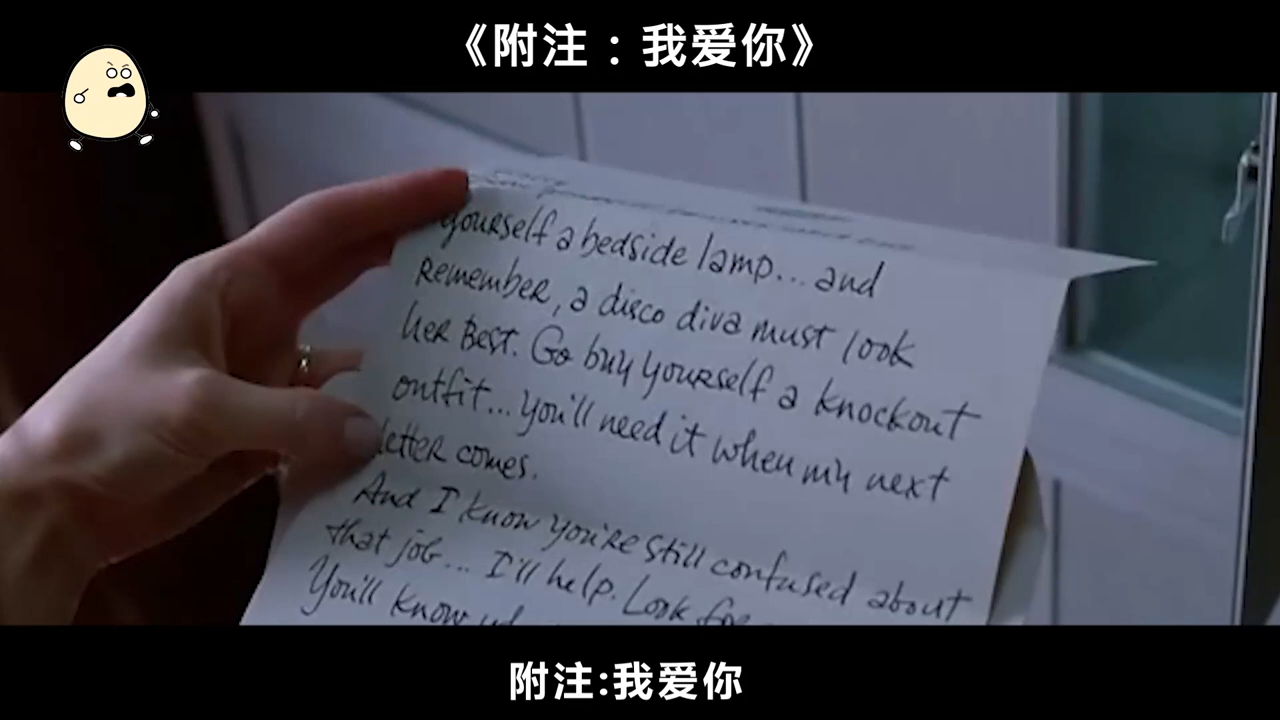 《附注：我爱你》
yourself a bedside lamp... and
Remember, a disco diva must look
her Best. Go buy yourself a knockout
outfit... you'll need it when my next
letter comes.
And I know you're still confused about
that job... I'll help. Look for
You'll know
附注:我爱你